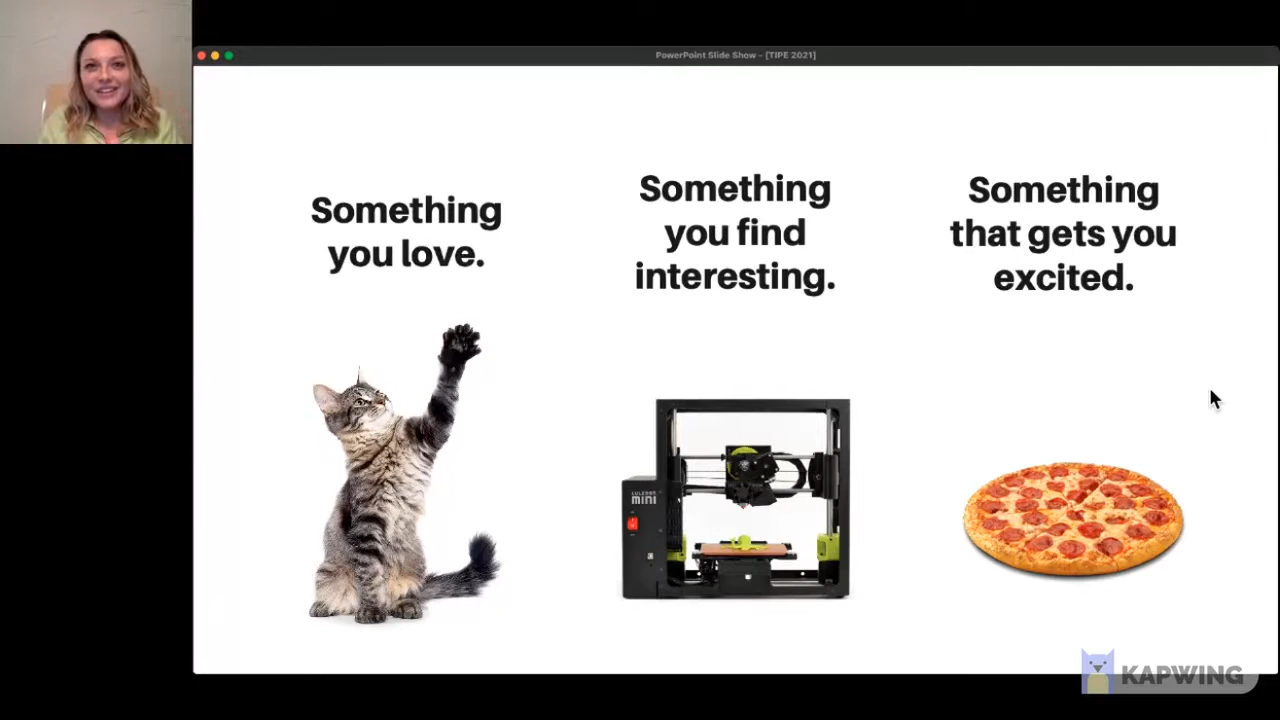 PowerPoint Slide Show – [TIPE 2021]
Something
you love.
Something
you find
interesting.
Something
that gets you
excited.
LULZBOT
MINI
KAPWING